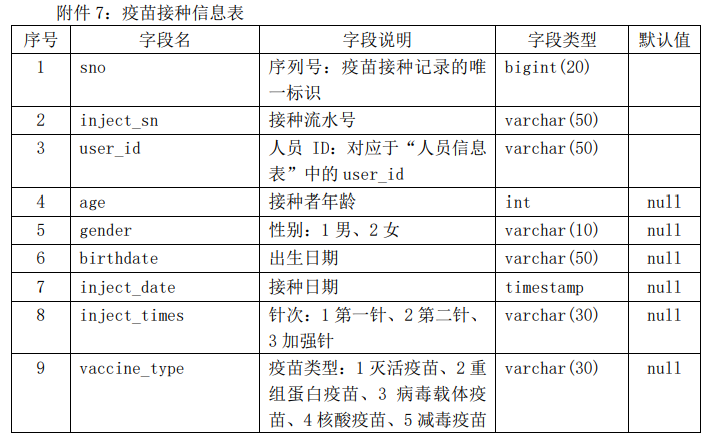 附件 7：疫苗接种信息表
序号 字段名 字段说明 字段类型 默认值
1 sno 序列号：疫苗接种记录的唯 bigint(20)
一标识
2 inject_sn 接种流水号 varchar(50)
3 user_id 人员 ID：对应于“人员信息 varchar(50)
表”中的user_id
4 age 接种者年龄 int null
5 gender 性别：1 男、2 女 varchar(10) null
6 birthdate 出生日期 varchar(50) null
7 inject_date 接种日期 timestamp null
8 inject_times 针次：1 第一针、2 第二针、 varchar(30) null
3 加强针
9 vaccine_type 疫苗类型：1 灭活疫苗、2 重 varchar(30) null
组蛋白疫苗、3 病毒载体疫
苗、4 核酸疫苗、5 减毒疫苗